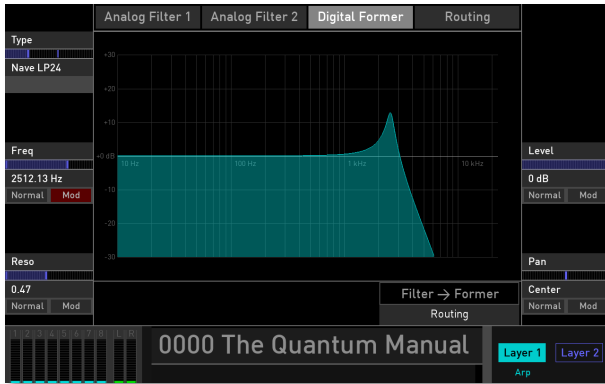 Analog Filter 1 Analog Filter 2 Digital Former Routing
Type
Nave LP24
Freq
2512.13 Hz
Normal Mod
Reso
0.47
Normal Mod
+30
+20
+10
+0 dB
-10
-20
-30
10 Hz 100 Hz 1 kHz 10 kHz
Level
0 dB
Normal Mod
Pan
Center
Normal Mod
Filter → Former
Routing
1 2 3 4 5 6 7 8 L R
0000 The Quantum Manual
Layer 1 Layer 2
Arp